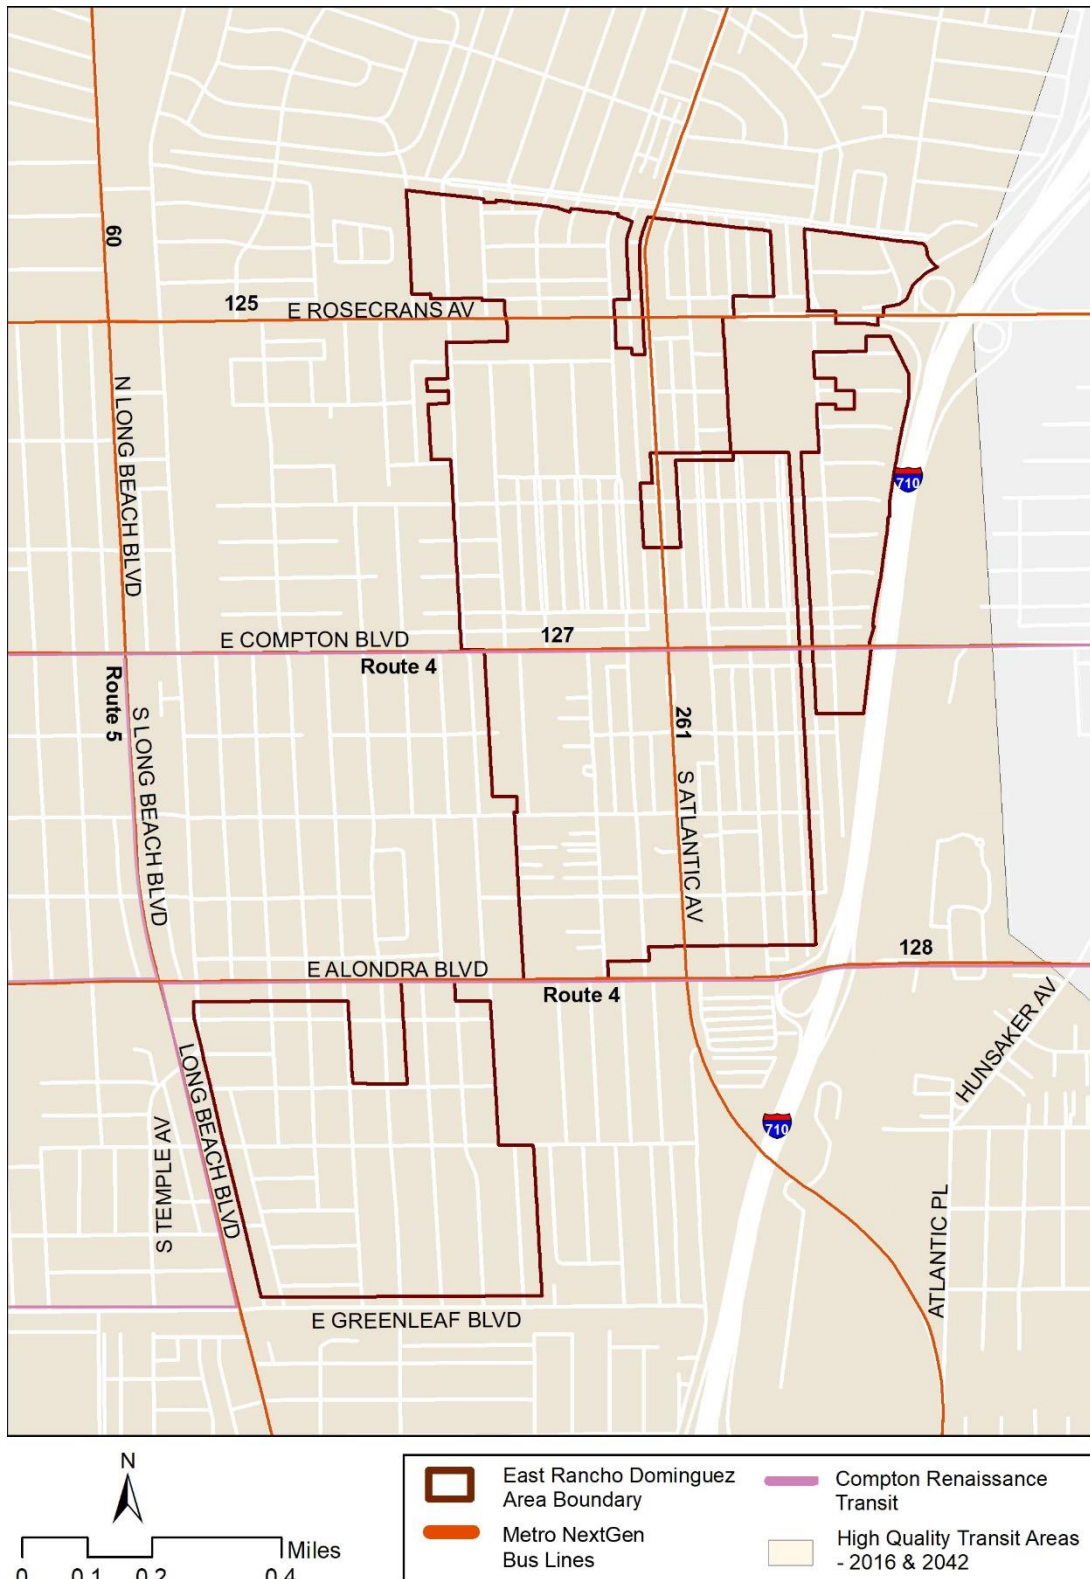 60
125
E ROSECRANS AV
N LONG BEACH BLVD
710
E COMPTON BLVD
127
Route 4
Route 5
S LONG BEACH BLVD
261
S ATLANTIC AV
E ALONDRA BLVD
128
Route 4
HUNSAKER AV
LONG BEACH BLVD
S TEMPLE AV
710
ATLANTIC PL
E GREENLEAF BLVD
N
Miles
0 0.1 0.2 0.4
East Rancho Dominguez
Area Boundary
Metro NextGen
Bus Lines
Compton Renaissance
Transit
High Quality Transit Areas
- 2016 & 2042